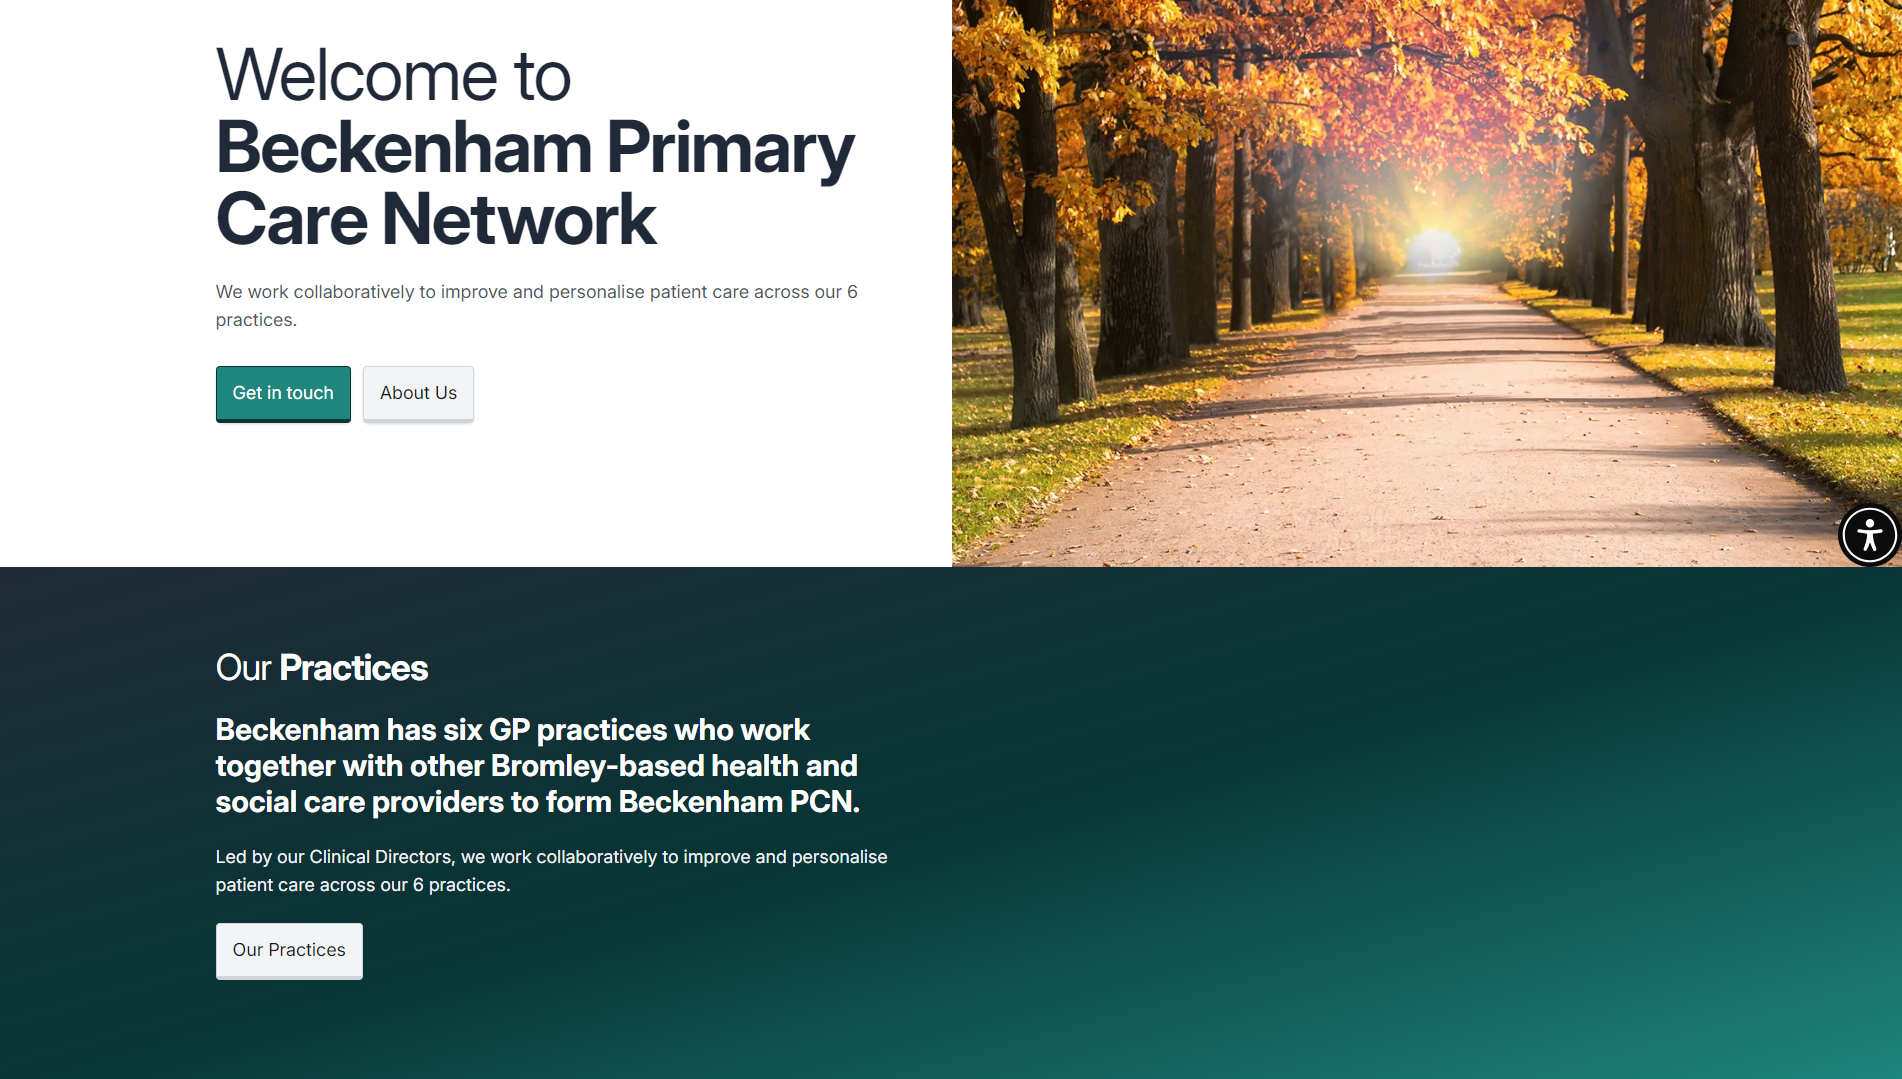 Welcome to
Beckenham Primary
Care Network
We work collaboratively to improve and personalise patient care across our 6
practices.
Get in touch
About Us
Our Practices
Beckenham has six GP practices who work
together with other Bromley-based health and
social care providers to form Beckenham PCN.
Led by our Clinical Directors, we work collaboratively to improve and personalise
patient care across our 6 practices.
Our Practices